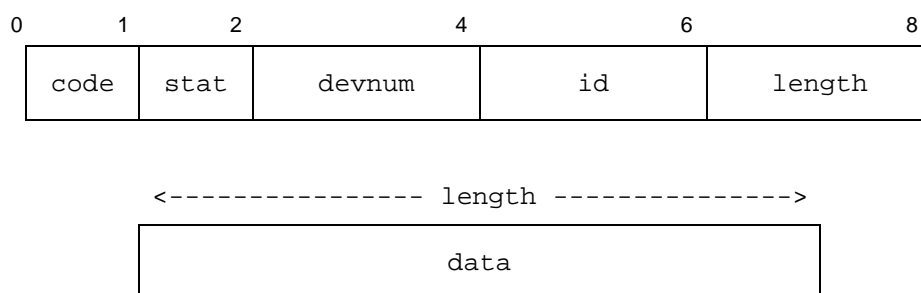 0 1 2 4 6 8
code stat devnum id length
<---------------- length --------------->
data